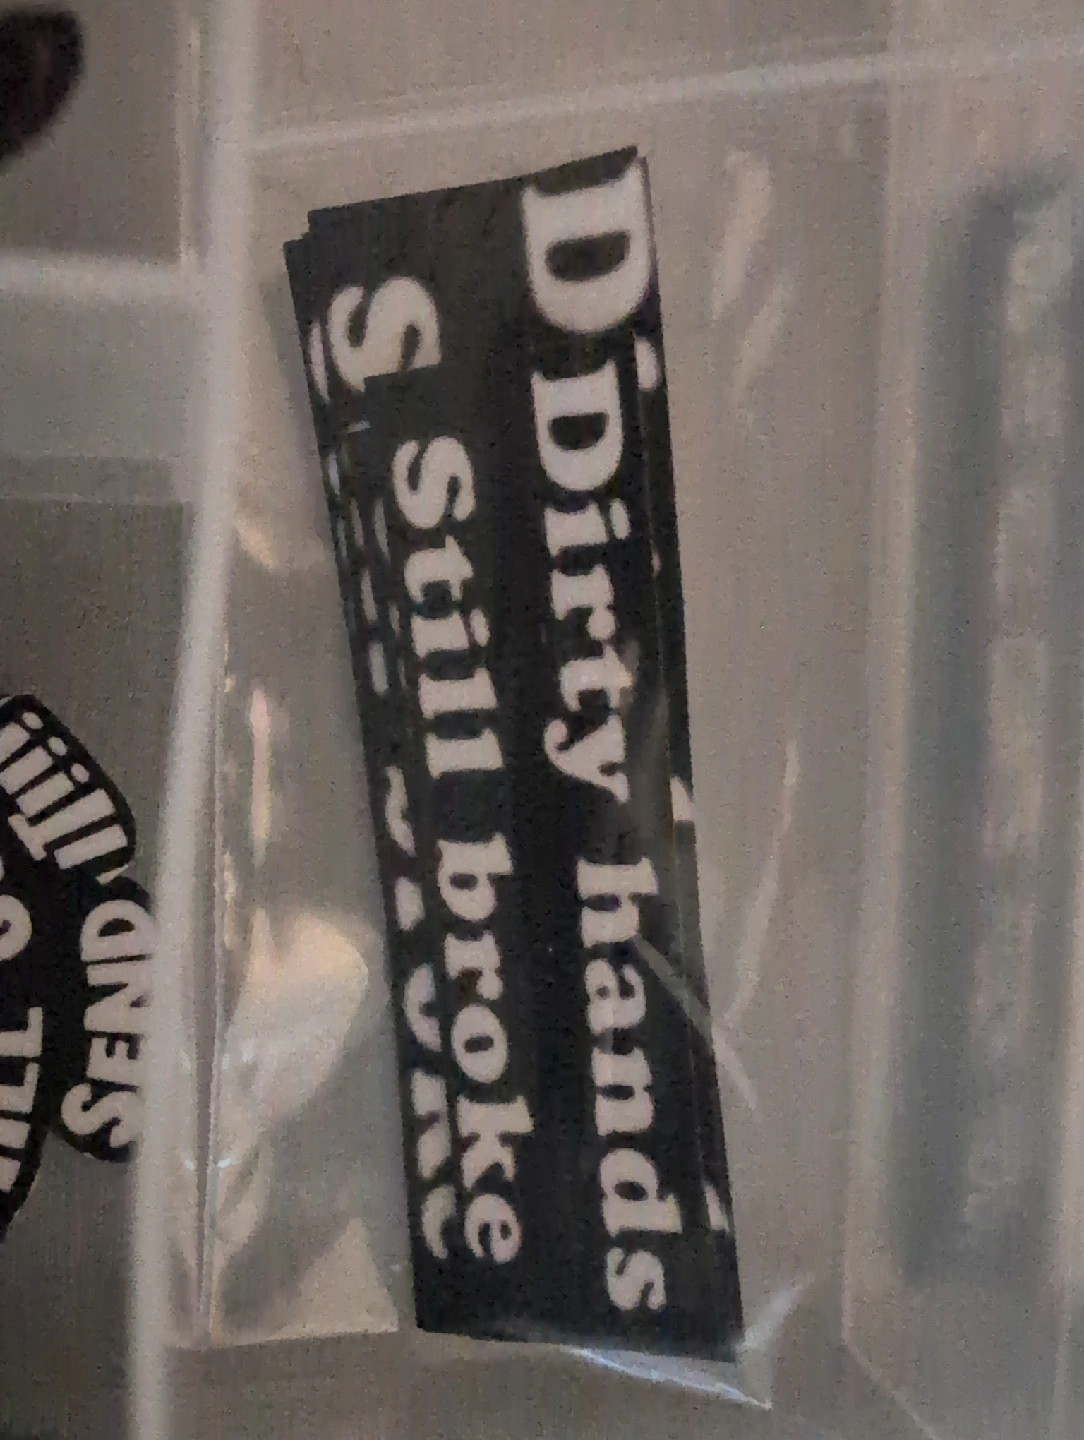 Dirty hands
Still broke
SEND